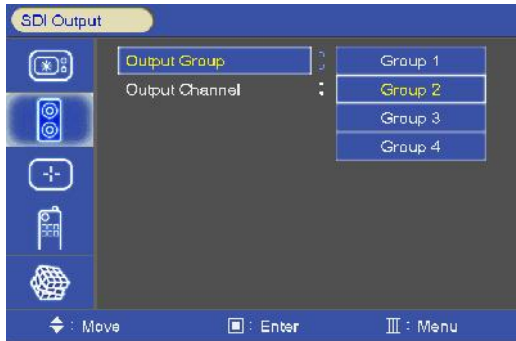 SDI Output
Output Group : Group 1
Output Channel : Group 2
Group 3
Group 4
: Move : Enter : Menu